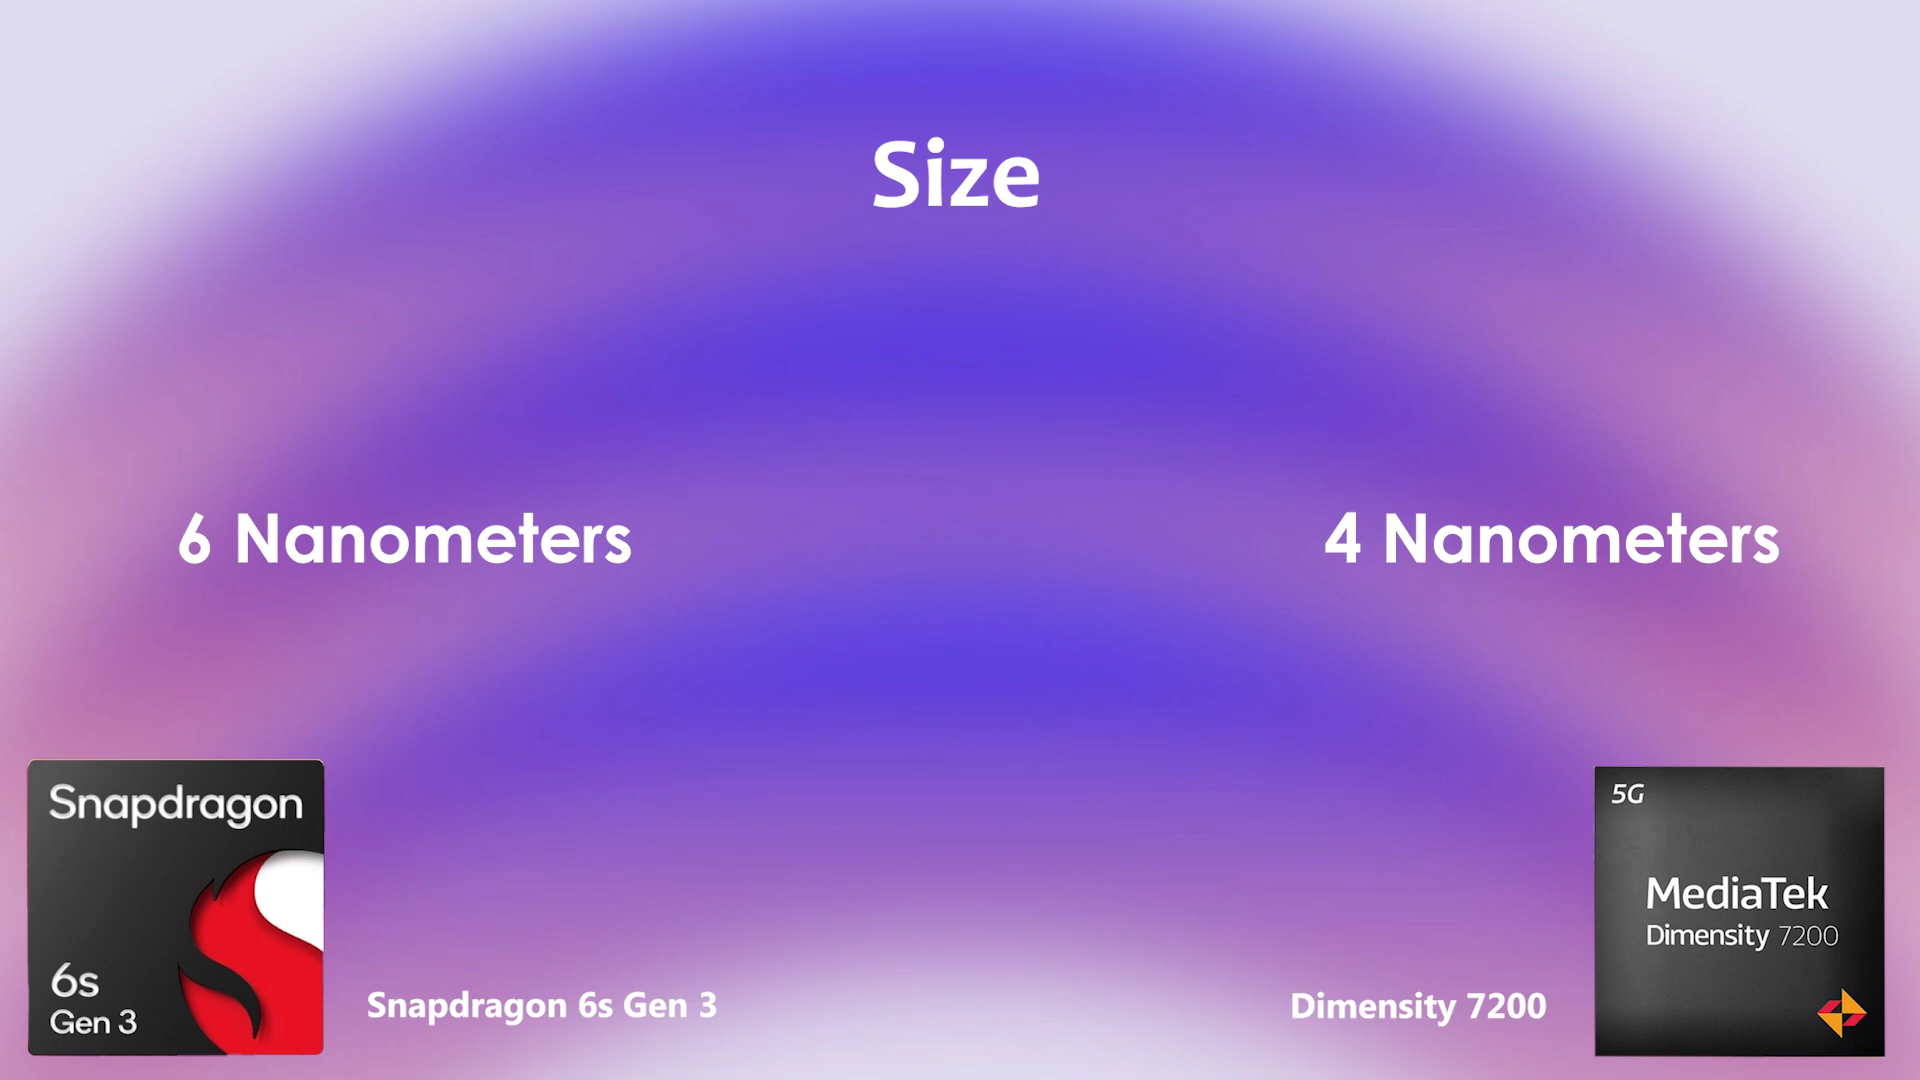 Size
6 Nanometers
4 Nanometers
Snapdragon
6s
Gen 3
Snapdragon 6s Gen 3
Dimensity 7200
5G
MediaTek
Dimensity 7200